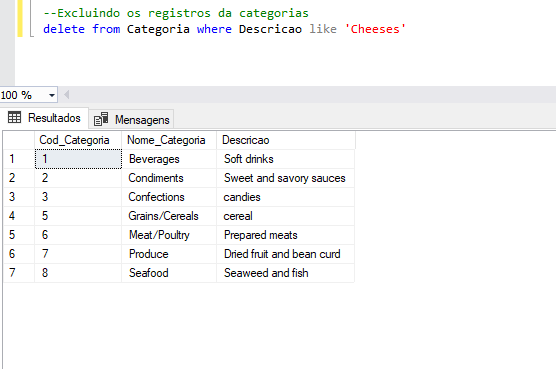 --Excluindo os registros da categorias
delete from Categoria where Descricao like 'Cheeses'
100 %
Resultados Mensagens
Cod_Categoria Nome_Categoria Descricao
1 1 Beverages Soft drinks
2 2 Condiments Sweet and savory sauces
3 3 Confections candies
4 5 Grains/Cereals cereal
5 6 Meat/Poultry Prepared meats
6 7 Produce Dried fruit and bean curd
7 8 Seafood Seaweed and fish